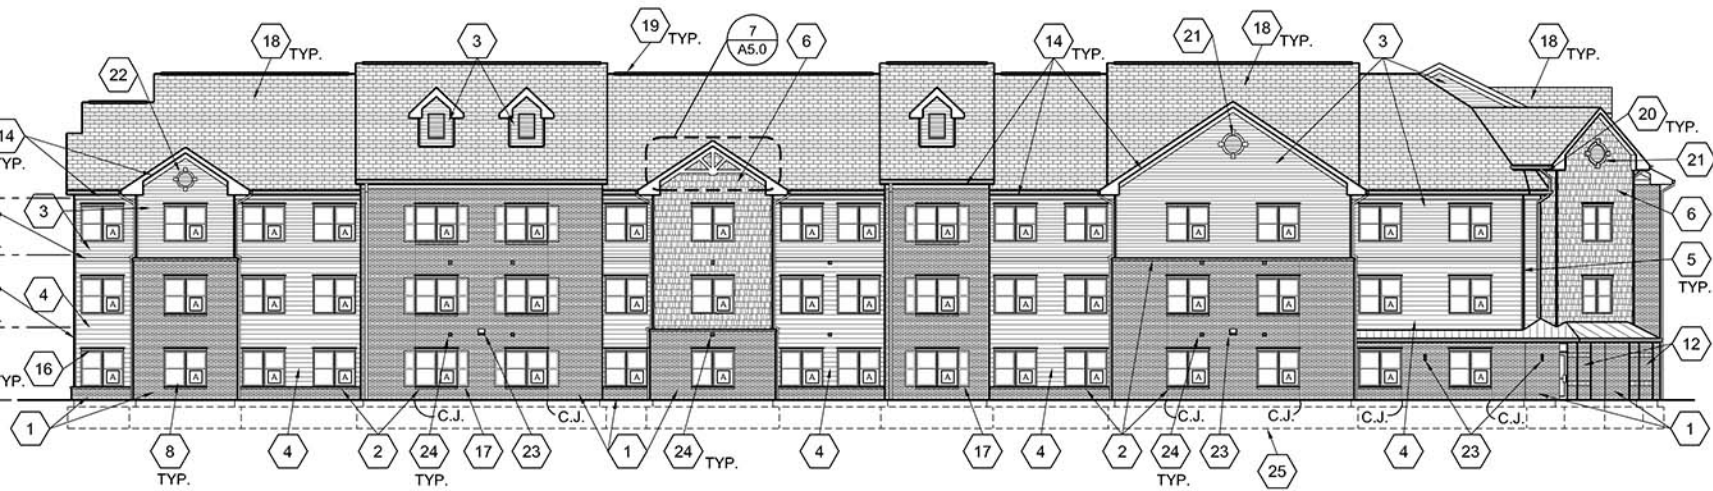 19 TYP.
7
A5.0
18 TYP.
3
6
14 TYP.
21
18 TYP.
3
18 TYP.
22
14
TYP.
20 TYP.
21
3
6
A A A A A A A A A A A A A A A
5
TYP.
4
A A A A A A A A A A A A A A A
16
TYP.
12
A A A A A A A A A A A A A A A
C.J. C.J. C.J. C.J. C.J. C.J.
1
8
TYP.
4
2
24
TYP.
17
23
1
24 TYP.
4
17
4
2
24
TYP.
23
25
4
23
1